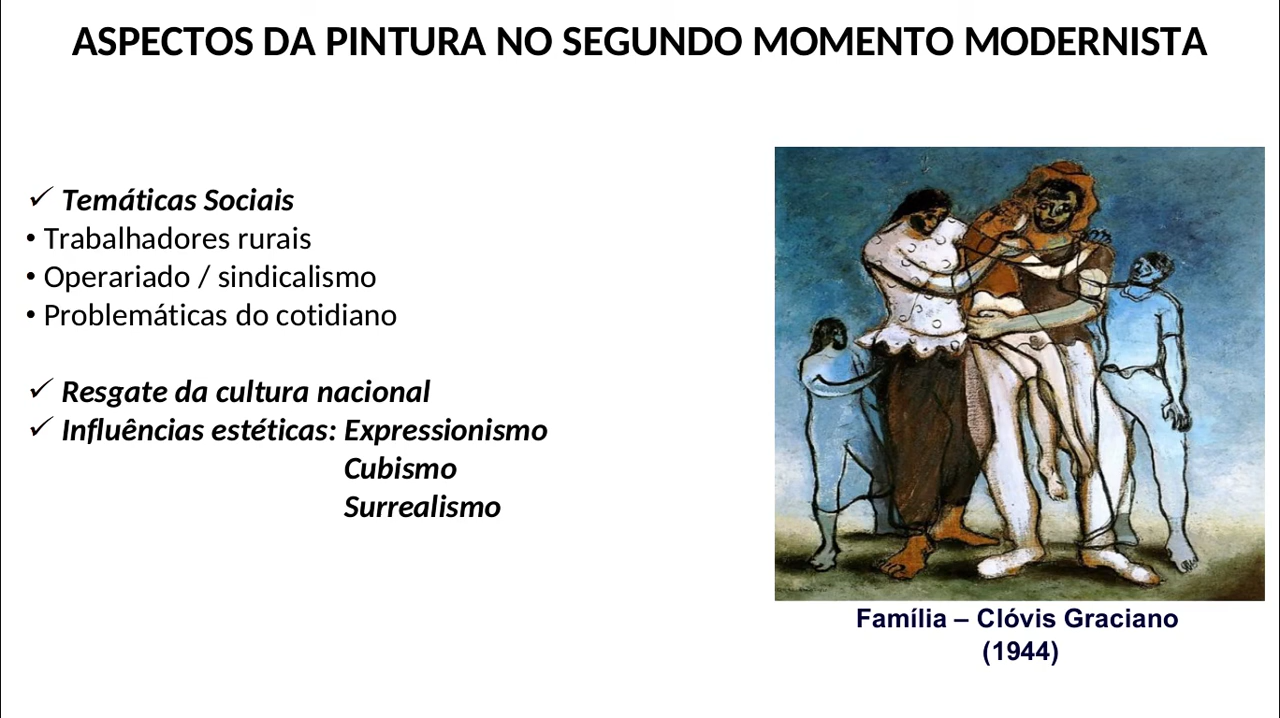 ASPECTOS DA PINTURA NO SEGUNDO MOMENTO MODERNISTA
✓ Temáticas Sociais
• Trabalhadores rurais
• Operariado / sindicalismo
• Problemáticas do cotidiano
✓ Resgate da cultura nacional
✓ Influências estéticas: Expressionismo
Cubismo
Surrealismo
Família – Clóvis Graciano
(1944)